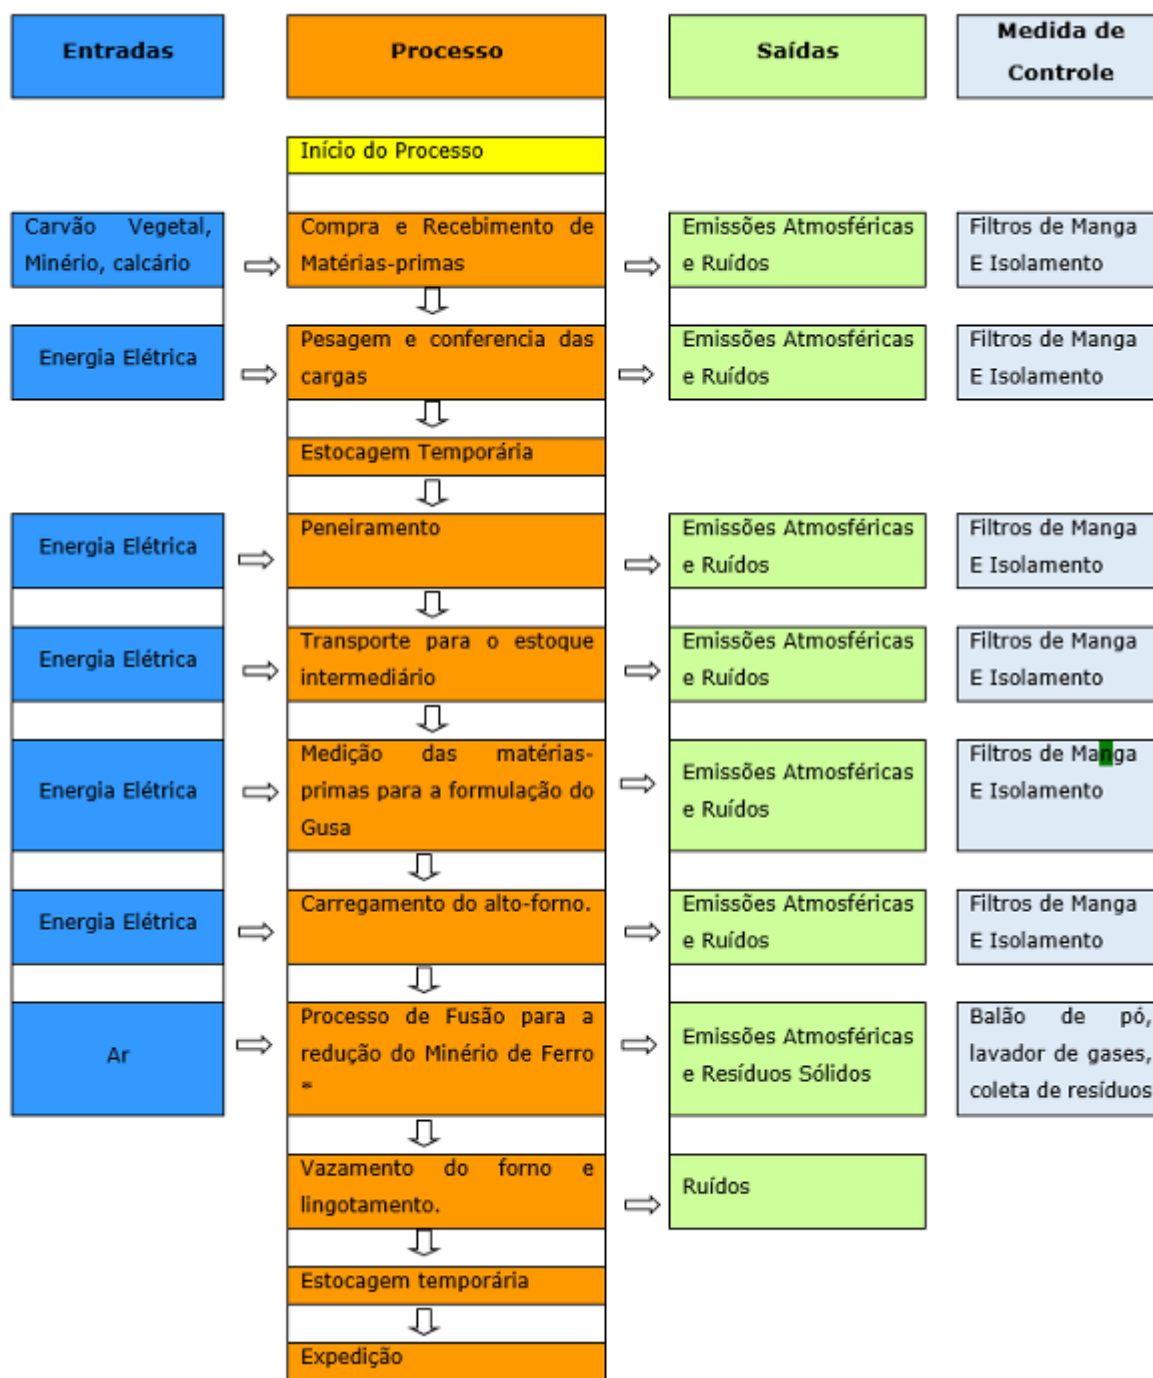 Entradas
Processo
Saídas
Medida de
Controle
Início do Processo
Carvão Vegetal,
Minério, calcário
Compra e Recebimento de
Matérias-primas
Emissões Atmosféricas
e Ruídos
Filtros de Manga
E Isolamento
Energia Elétrica
Pesagem e conferencia das
cargas
Emissões Atmosféricas
e Ruídos
Filtros de Manga
E Isolamento
Estocagem Temporária
Energia Elétrica
Peneiramento
Emissões Atmosféricas
e Ruídos
Filtros de Manga
E Isolamento
Energia Elétrica
Transporte para o estoque
intermediário
Emissões Atmosféricas
e Ruídos
Filtros de Manga
E Isolamento
Energia Elétrica
Medição das matérias-
primas para a formulação do
Gusa
Emissões Atmosféricas
e Ruídos
Filtros de Manga
E Isolamento
Energia Elétrica
Carregamento do alto-forno.
Emissões Atmosféricas
e Ruídos
Filtros de Manga
E Isolamento
Ar
Processo de Fusão para a
redução do Minério de Ferro
*
Emissões Atmosféricas
e Resíduos Sólidos
Balão de pó,
lavador de gases,
coleta de resíduos
Vazamento do forno e
lingotamento.
Ruídos
Estocagem temporária
Expedição